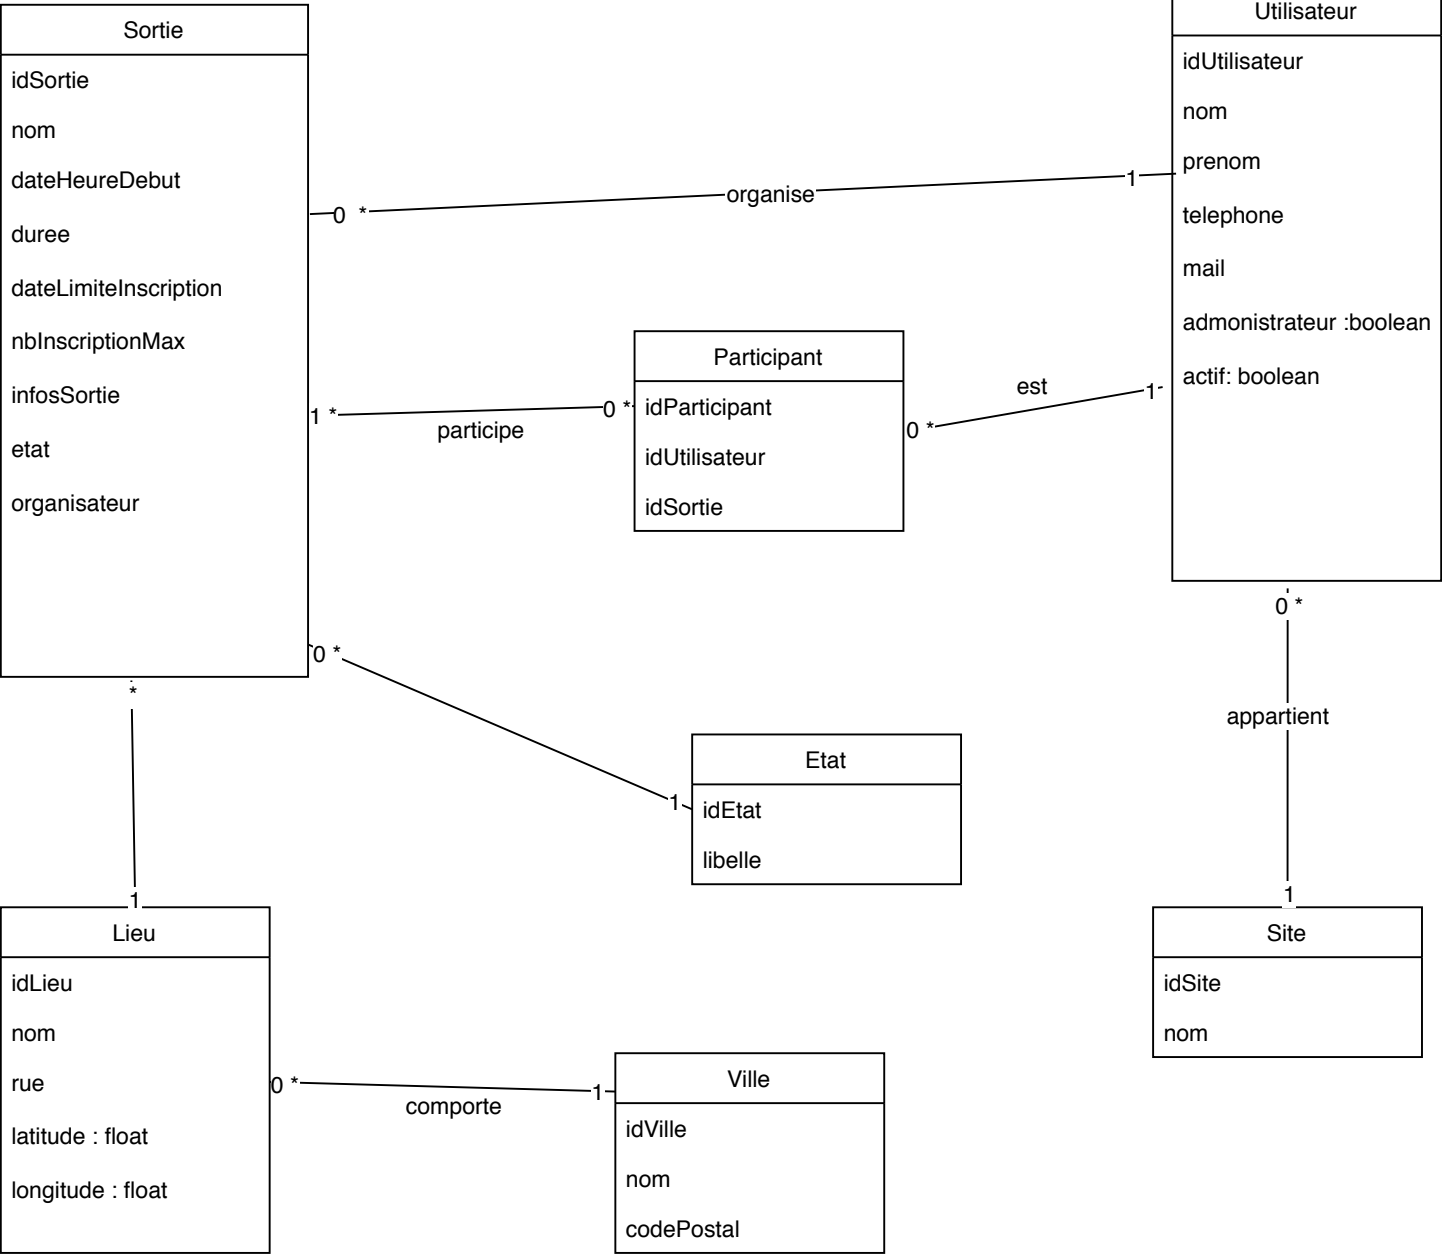 Sortie
idSortie
nom
dateHeureDebut
duree
dateLimiteInscription
nbInscriptionMax
infosSortie
etat
organisateur
Utilisateur
idUtilisateur
nom
prenom
telephone
mail
admonistrateur :boolean
actif: boolean
0 *
organise
1
Participant
idParticipant
idUtilisateur
idSortie
1 *
participe
0 *
0 *
est
1
0 *
1
Etat
idEtat
libelle
0 *
appartient
1
Site
idSite
nom
*
1
Lieu
idLieu
nom
rue
latitude : float
longitude : float
0 *
comporte
1
Ville
idVille
nom
codePostal